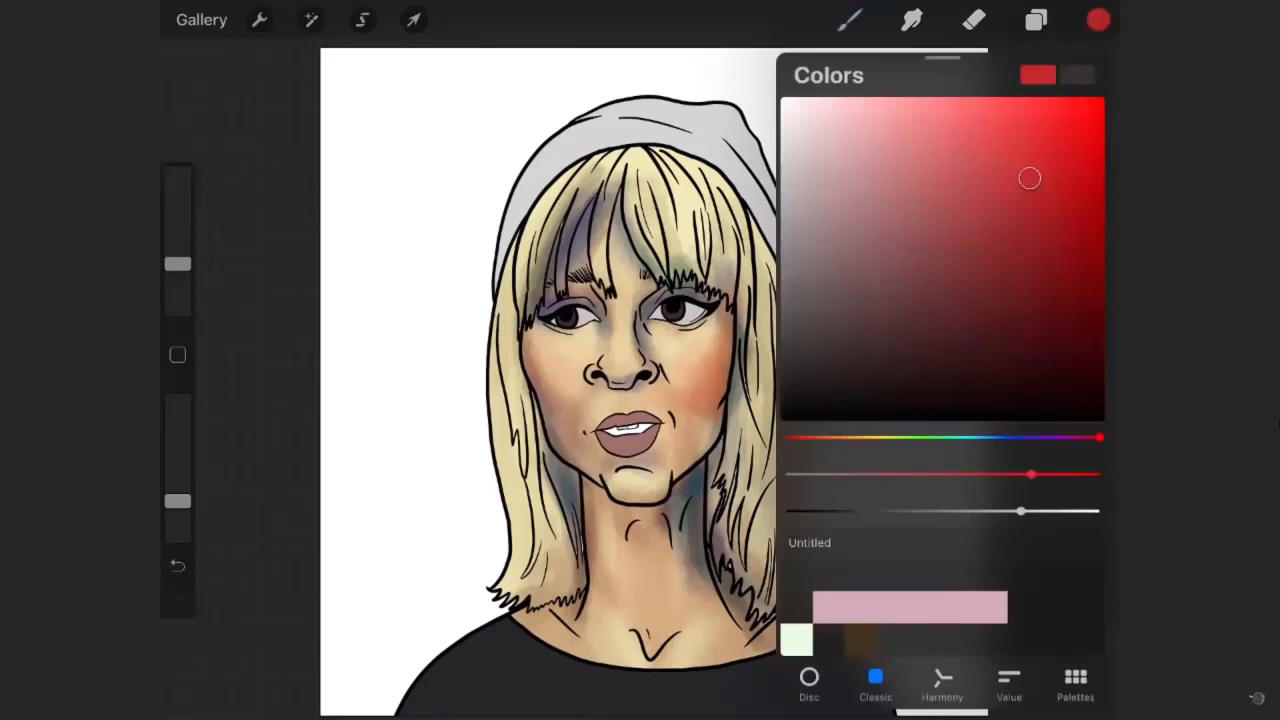 Gallery
Colors
Untitled
Disc
Classic
Harmony
Value
Palettes